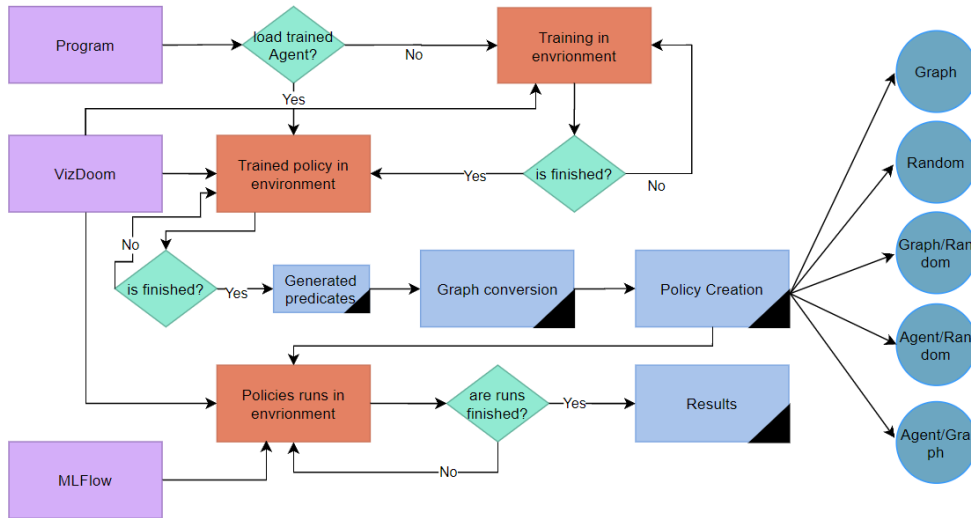 Program
load trained
Agent?
No
Training in
envrionment
Yes
Graph
VizDoom
Trained policy in
environment
Yes
is finished?
No
Random
No
is finished?
Yes
Generated
predicates
Graph conversion
Policy Creation
Graph/Ran
dom
Agent/Ran
dom
Policies runs in
envrionment
are runs
finished?
Yes
Results
No
Agent/Gra
ph
MLFlow